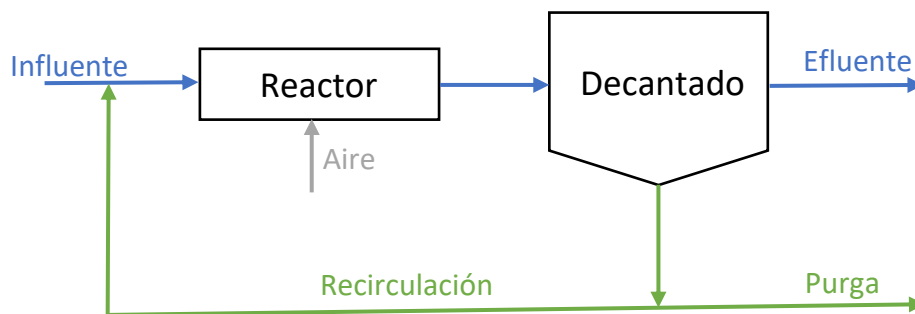 Influente
Reactor
Decantado
Efluente
Aire
Recirculación
Purga